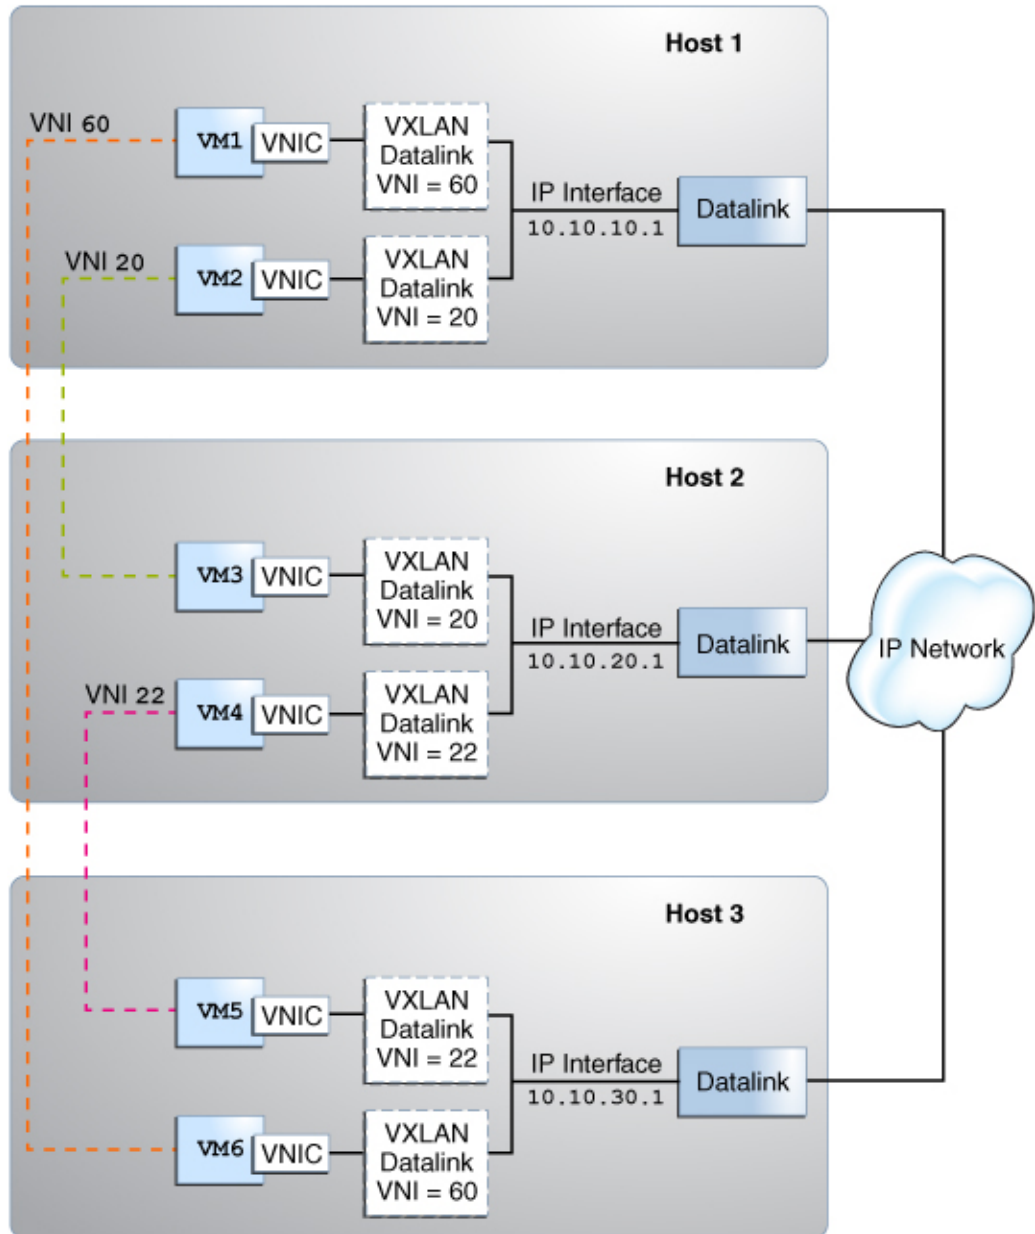 Host 1
VNI 60
VM1
VNIC
VXLAN
Datalink
VNI = 60
IP Interface
10.10.10.1
Datalink
VNI 20
VM2
VNIC
VXLAN
Datalink
VNI = 20
Host 2
VM3
VNIC
VXLAN
Datalink
VNI = 20
IP Interface
10.10.20.1
Datalink
IP Network
VNI 22
VM4
VNIC
VXLAN
Datalink
VNI = 22
Host 3
VM5
VNIC
VXLAN
Datalink
VNI = 22
IP Interface
10.10.30.1
Datalink
VM6
VNIC
VXLAN
Datalink
VNI = 60